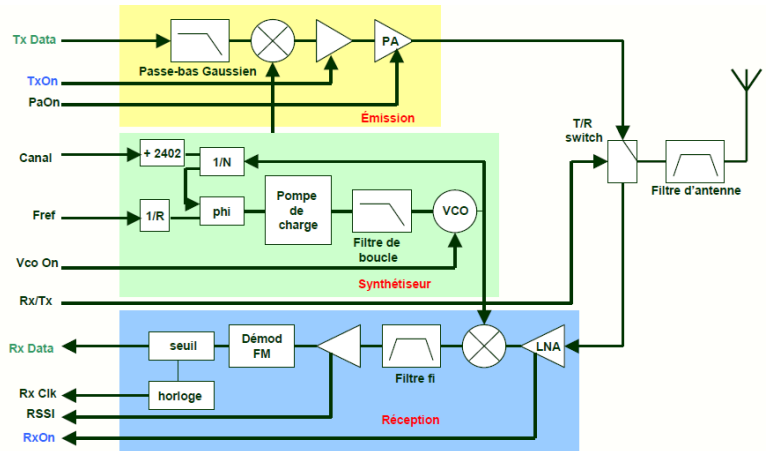 Tx Data
Passe-bas Gaussien
PA
TxOn
PaOn
Émission
T/R
switch
Filtre d'antenne
Canal
+ 2402
1/N
Fref
1/R
phi
Pompe
de
charge
VCO
Filtre de
boucle
Vco On
Synthétiseur
Rx/Tx
Rx Data
seuil
Démod
FM
Filtre fi
LNA
Rx Clk
horloge
RSSI
Réception
RxOn